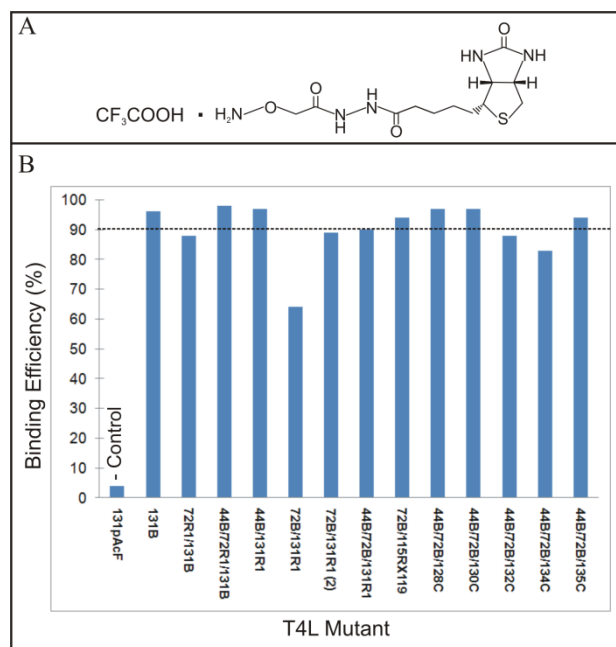 A
O
HN
NH
H
H
S
CF3COOH · H2N
O
O
H
N
N
H
O
B
Binding Efficiency (%)
100
90
80
70
60
50
40
30
20
10
0
- Control
131pAcF
131B
72R1/131B
44B/72R1/131B
44B/131R1
72B/131R1
72B/131R1 (2)
44B/72B/131R1
72B/115RX119
44B/72B/128C
44B/72B/130C
44B/72B/132C
44B/72B/134C
44B/72B/135C
T4L Mutant